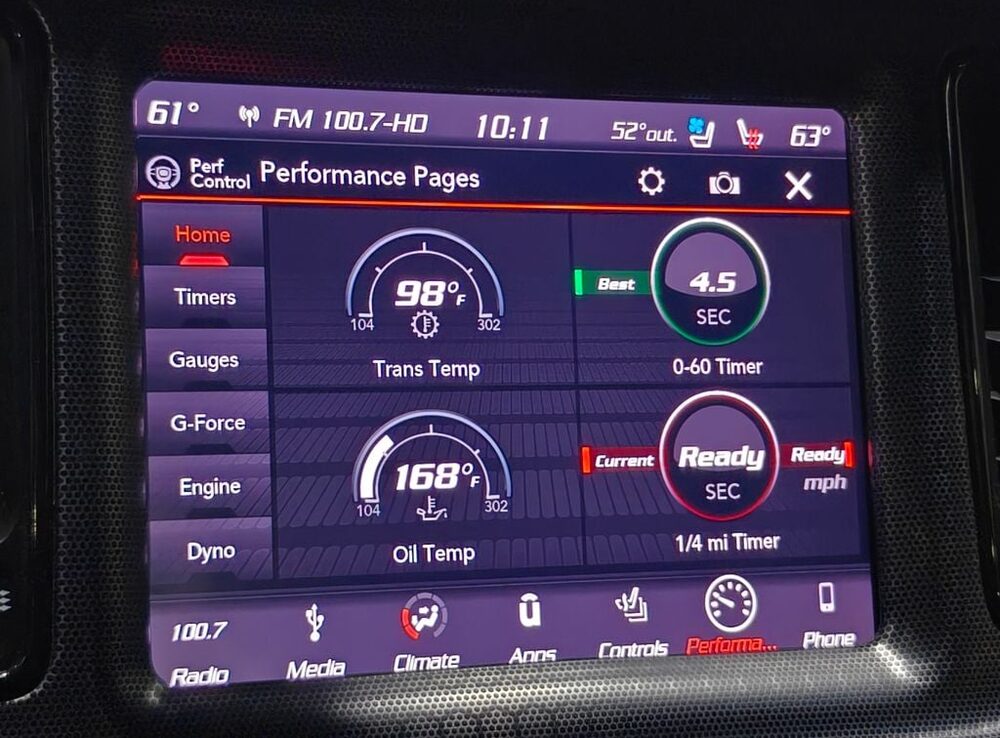 61° FM 100.7-HD 10:11 52°out. 63°
Perf Control Performance Pages
Home
Timers
Gauges
G-Force
Engine
Dyno
98°F
104 302
Trans Temp
Best 4.5
SEC
0-60 Timer
168°F
104 302
Oil Temp
Current Ready Ready
SEC mph
1/4 mi Timer
100.7
Radio Media Climate Apps Controls Performa... Phone